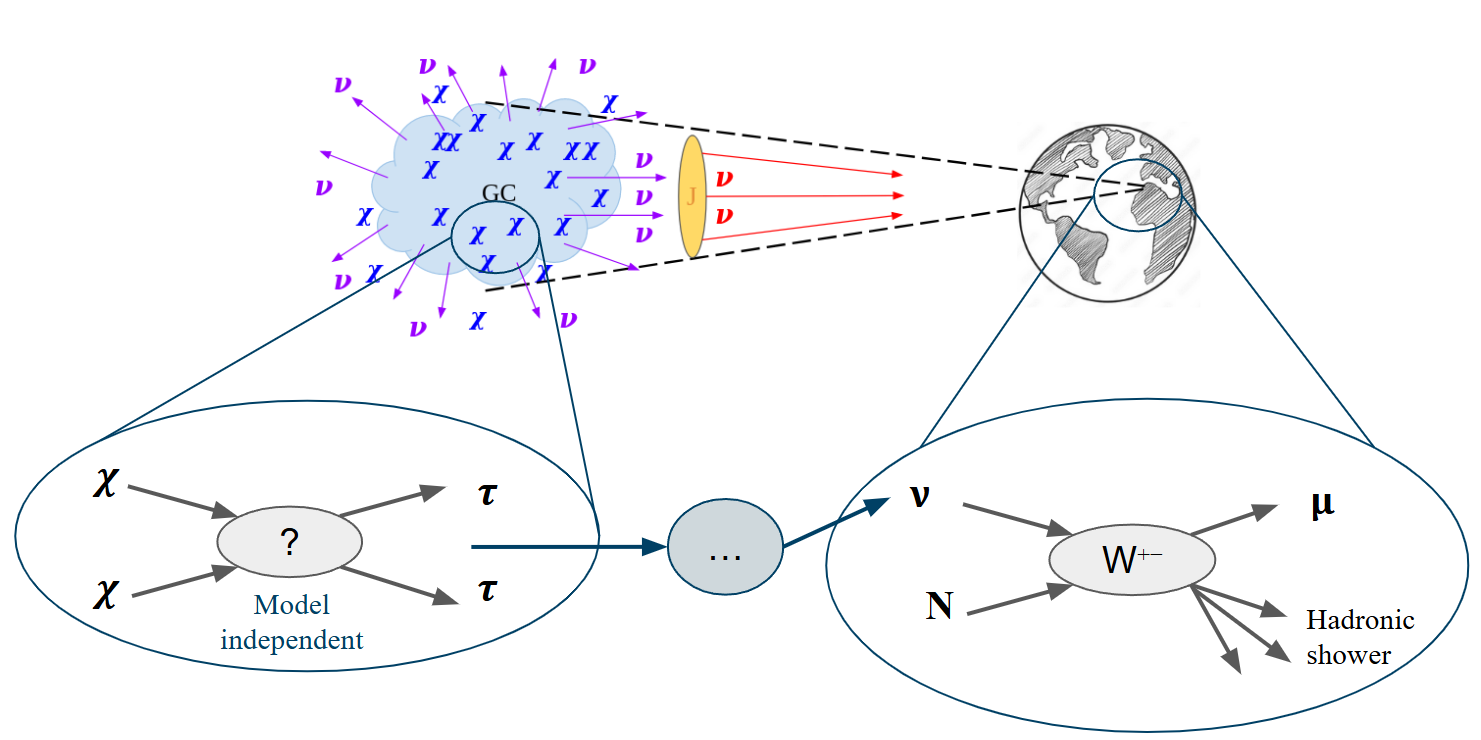 ν
ν
ν
χ
χ
χ
χχ
χ
χ
χχ
ν
χ
χ
ν
GC
χ
ν
J
ν
ν
χ
χ
χ
χ
ν
χ
ν
χ
χ
χ
ν
ν
χ
ν
χ
τ
?
χ
τ
Model
independent
...
ν
μ
W⁺⁻
N
Hadronic
shower